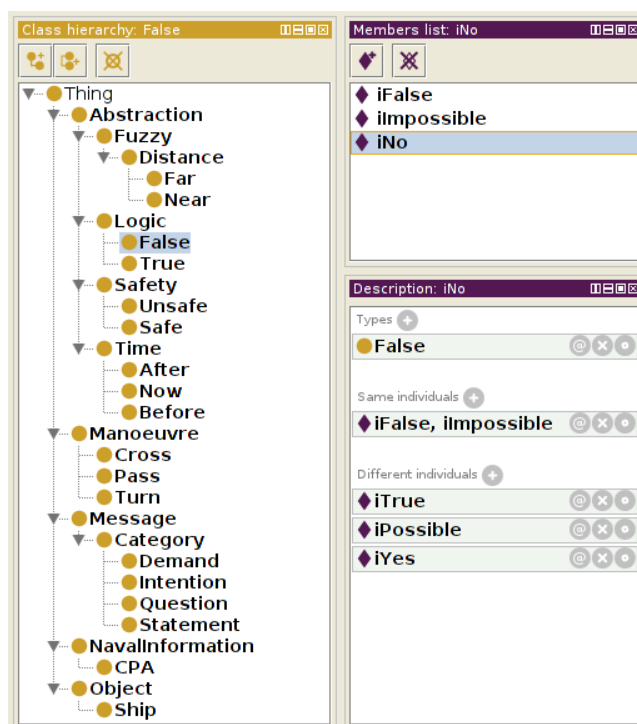 Class hierarchy: False
Thing
Abstraction
Fuzzy
Distance
Far
Near
Logic
False
True
Safety
Unsafe
Safe
Time
After
Now
Before
Manoeuvre
Cross
Pass
Turn
Message
Category
Demand
Intention
Question
Statement
NavalInformation
CPA
Object
Ship
Members list: iNo
iFalse
iImpossible
iNo
Description: iNo
Types
False
Same individuals
iFalse, iImpossible
Different individuals
iTrue
iPossible
iYes